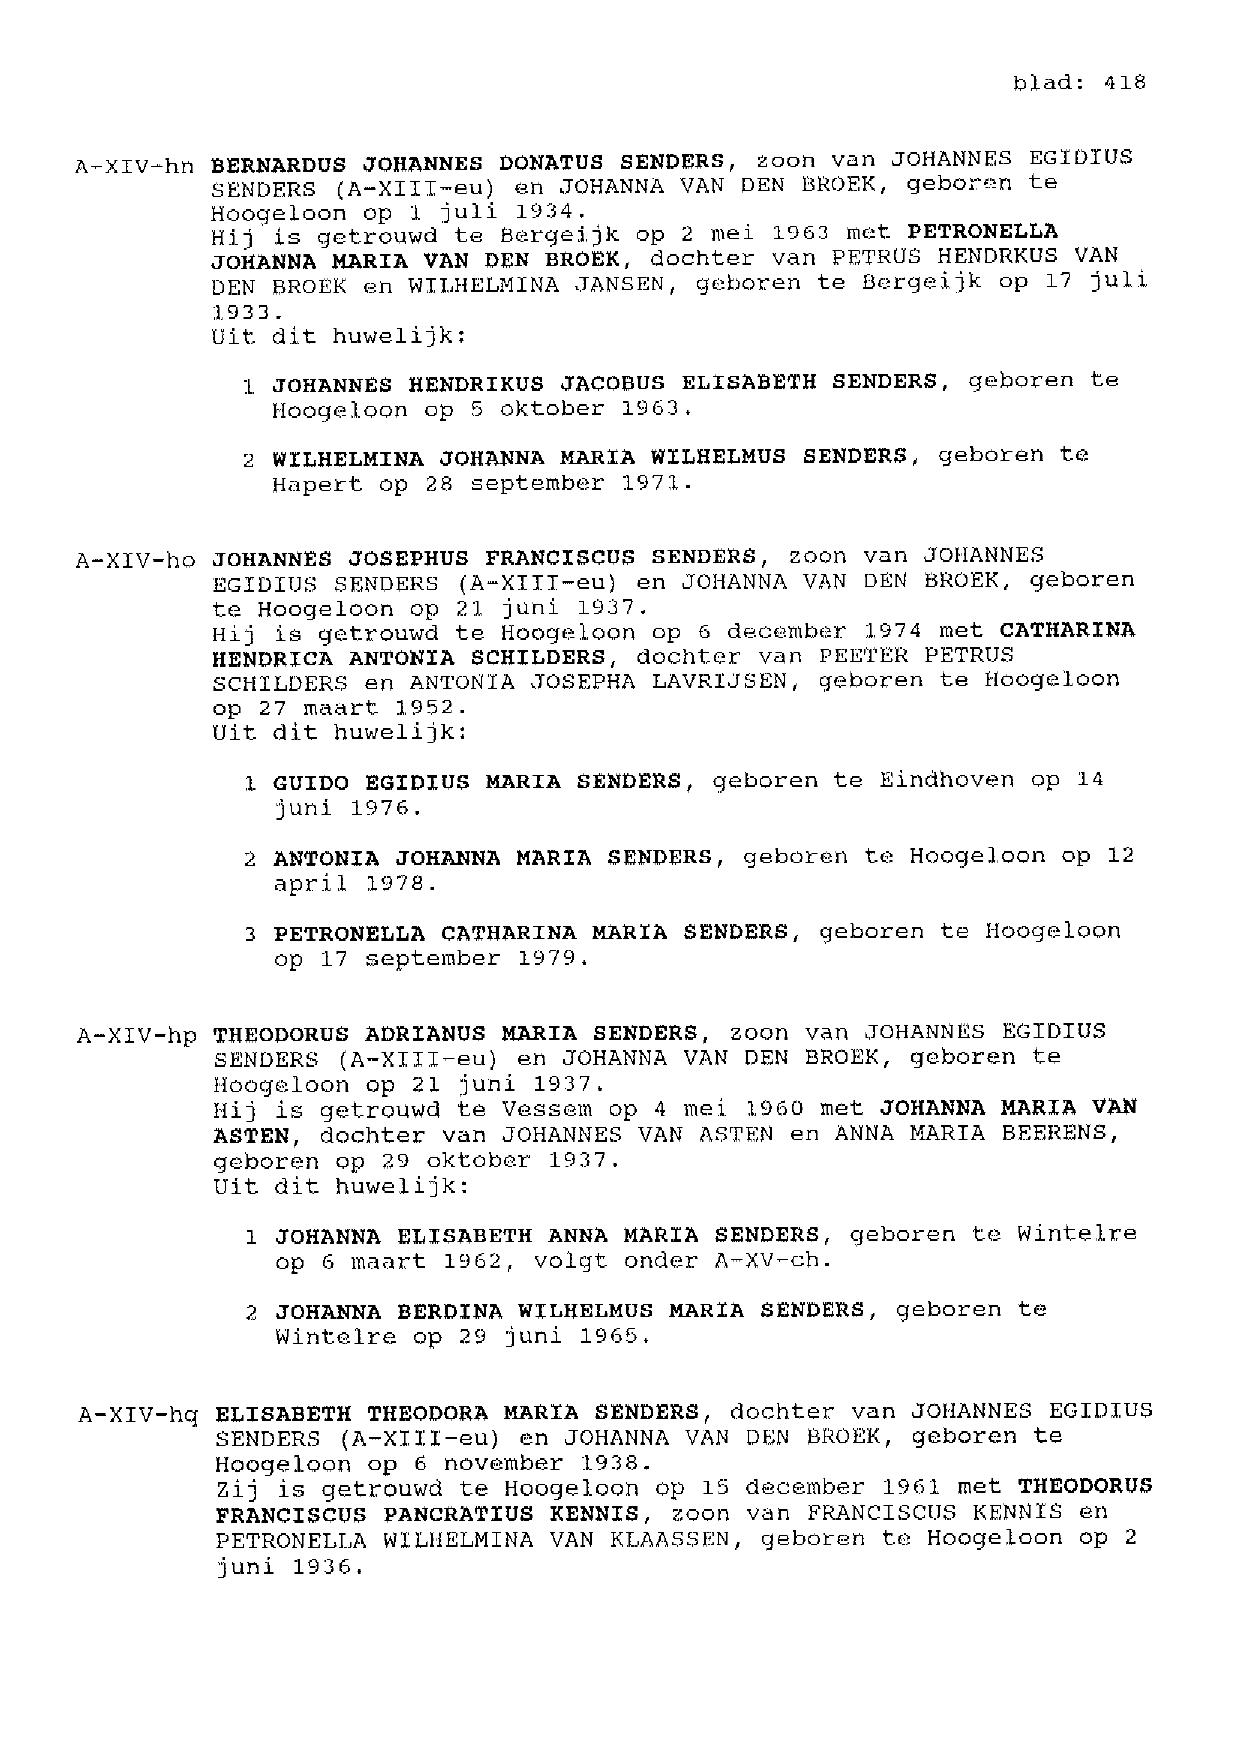 blad: 418
A-XIV-hn BERNARDUS JOHANNES DONATUS SENDERS, zoon van JOHANNES EGIDIUS
SENDERS (A-XIII-eu) en JOHANNA VAN DEN BROEK, geboren te
Hoogeloon op 1 juli 1934.
Hij is getrouwd te Bergeijk op 2 mei 1963 met PETRONELLA
JOHANNA MARIA VAN DEN BROEK, dochter van PETRUS HENDRKUS VAN
DEN BROEK en WILHELMINA JANSEN, geboren te Bergeijk op 17 juli
1933.
Uit dit huwelijk:
1 JOHANNES HENDRIKUS JACOBUS ELISABETH SENDERS, geboren te
Hoogeloon op 5 oktober 1963.
2 WILHELMINA JOHANNA MARIA WILHELMUS SENDERS, geboren te
Hapert op 28 september 1971.
A-XIV-ho JOHANNES JOSEPHUS FRANCISCUS SENDERS, zoon van JOHANNES
EGIDIUS SENDERS (A-XIII-eu) en JOHANNA VAN DEN BROEK, geboren
te Hoogeloon op 21 juni 1937.
Hij is getrouwd te Hoogeloon op 6 december 1974 met CATHARINA
HENDRICA ANTONIA SCHILDERS, dochter van PEETER PETRUS
SCHILDERS en ANTONIA JOSEPHA LAVRIJSEN, geboren te Hoogeloon
op 27 maart 1952.
Uit dit huwelijk:
1 GUIDO EGIDIUS MARIA SENDERS, geboren te Eindhoven op 14
juni 1976.
2 ANTONIA JOHANNA MARIA SENDERS, geboren te Hoogeloon op 12
april 1978.
3 PETRONELLA CATHARINA MARIA SENDERS, geboren te Hoogeloon
op 17 september 1979.
A-XIV-hp THEODORUS ADRIANUS MARIA SENDERS, zoon van JOHANNES EGIDIUS
SENDERS (A-XIII-eu) en JOHANNA VAN DEN BROEK, geboren te
Hoogeloon op 21 juni 1937.
Hij is getrouwd te Vessem op 4 mei 1960 met JOHANNA MARIA VAN
ASTEN, dochter van JOHANNES VAN ASTEN en ANNA MARIA BEERENS,
geboren op 29 oktober 1937.
Uit dit huwelijk:
1 JOHANNA ELISABETH ANNA MARIA SENDERS, geboren te Wintelre
op 6 maart 1962, volgt onder A-XV-ch.
2 JOHANNA BERDINA WILHELMUS MARIA SENDERS, geboren te
Wintelre op 29 juni 1965.
A-XIV-hq ELISABETH THEODORA MARIA SENDERS, dochter van JOHANNES EGIDIUS
SENDERS (A-XIII-eu) en JOHANNA VAN DEN BROEK, geboren te
Hoogeloon op 6 november 1938.
Zij is getrouwd te Hoogeloon op 15 december 1961 met THEODORUS
FRANCISCUS PANCRATIUS KENNIS, zoon van FRANCISCUS KENNIS en
PETRONELLA WILHELMINA VAN KLAASSEN, geboren te Hoogeloon op 2
juni 1936.